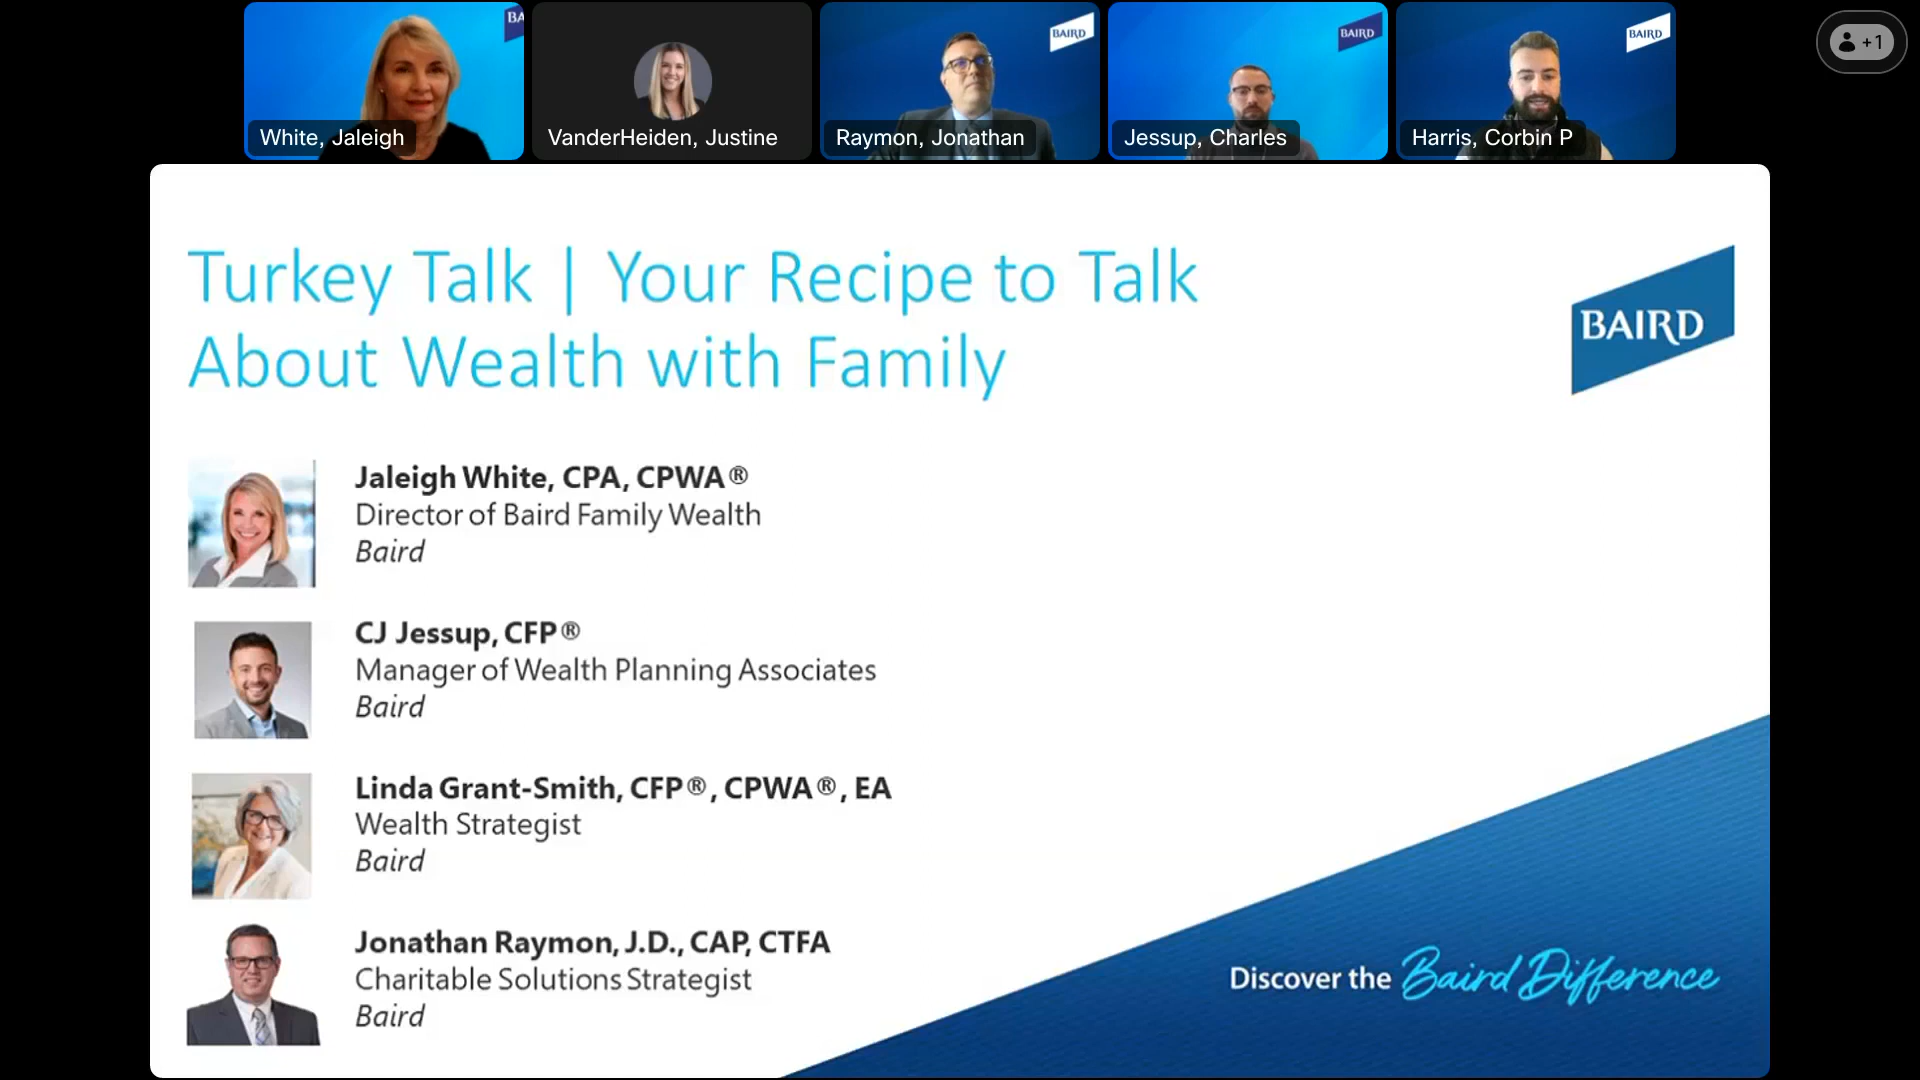 BA
BAIRD
BAIRD
BAIRD
White, Jaleigh
VanderHeiden, Justine
Raymon, Jonathan
Jessup, Charles
Harris, Corbin P
+1
Turkey Talk | Your Recipe to Talk
About Wealth with Family
BAIRD
Jaleigh White, CPA, CPWA®
Director of Baird Family Wealth
Baird
CJ Jessup, CFP®
Manager of Wealth Planning Associates
Baird
Linda Grant-Smith, CFP®, CPWA®, EA
Wealth Strategist
Baird
Jonathan Raymon, J.D., CAP, CTFA
Charitable Solutions Strategist
Baird
Discover the Baird Difference